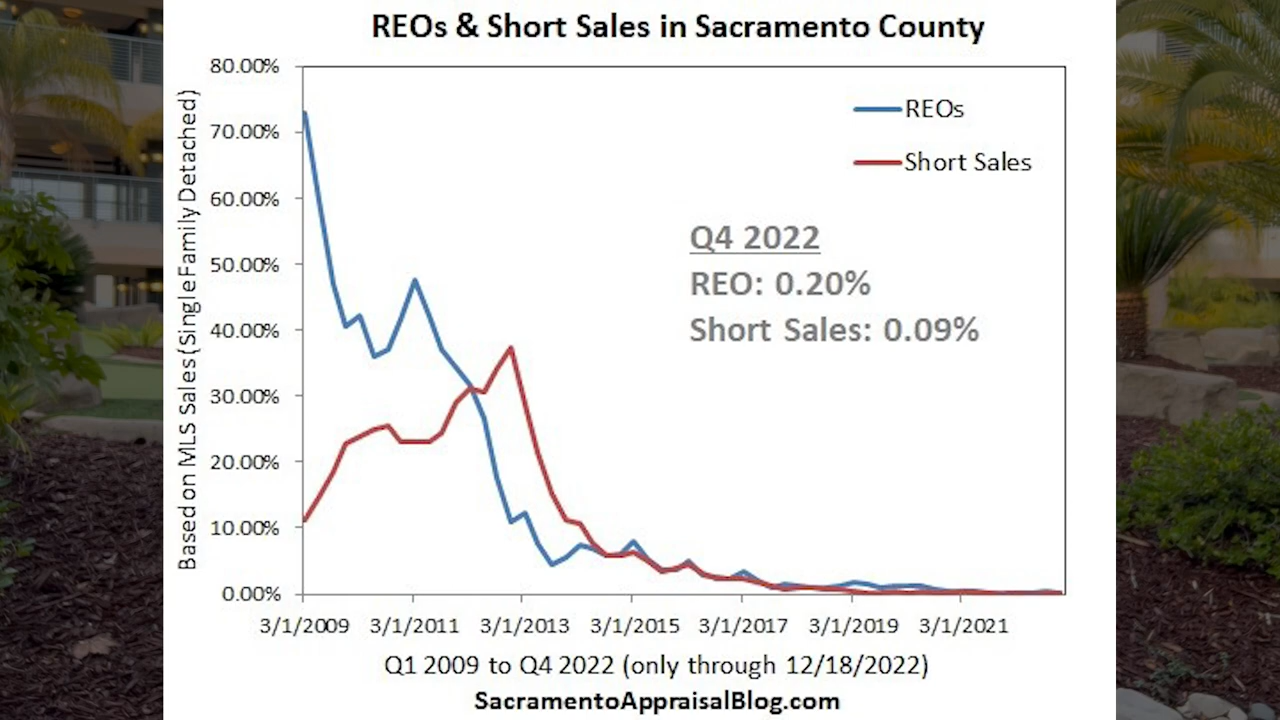 REOs & Short Sales in Sacramento County
80.00%
70.00%
60.00%
50.00%
40.00%
30.00%
20.00%
10.00%
0.00%
Based on MLS Sales (Single Family Detached)
REOs
Short Sales
Q4 2022
REO: 0.20%
Short Sales: 0.09%
3/1/2009 3/1/2011 3/1/2013 3/1/2015 3/1/2017 3/1/2019 3/1/2021
Q1 2009 to Q4 2022 (only through 12/18/2022)
SacramentoAppraisalBlog.com